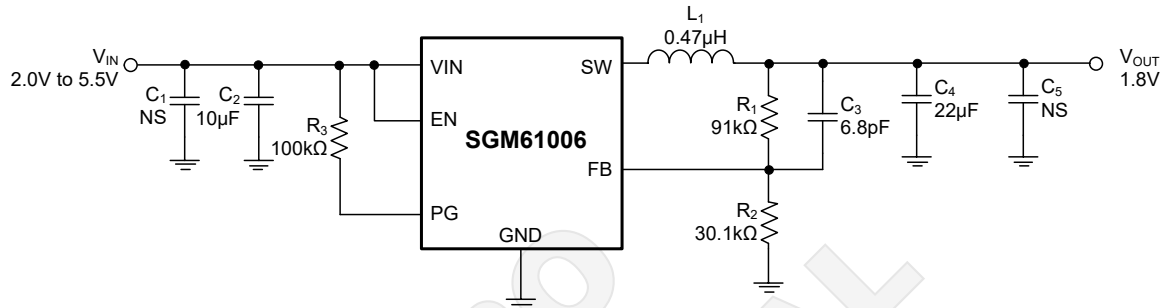 L1
0.47µH
VIN
2.0V to 5.5V
C1
NS
C2
10µF
R3
100kΩ
VIN
EN
PG
GND
SGM61006
SW
FB
R1
91kΩ
C3
6.8pF
R2
30.1kΩ
C4
22µF
C5
NS
VOUT
1.8V